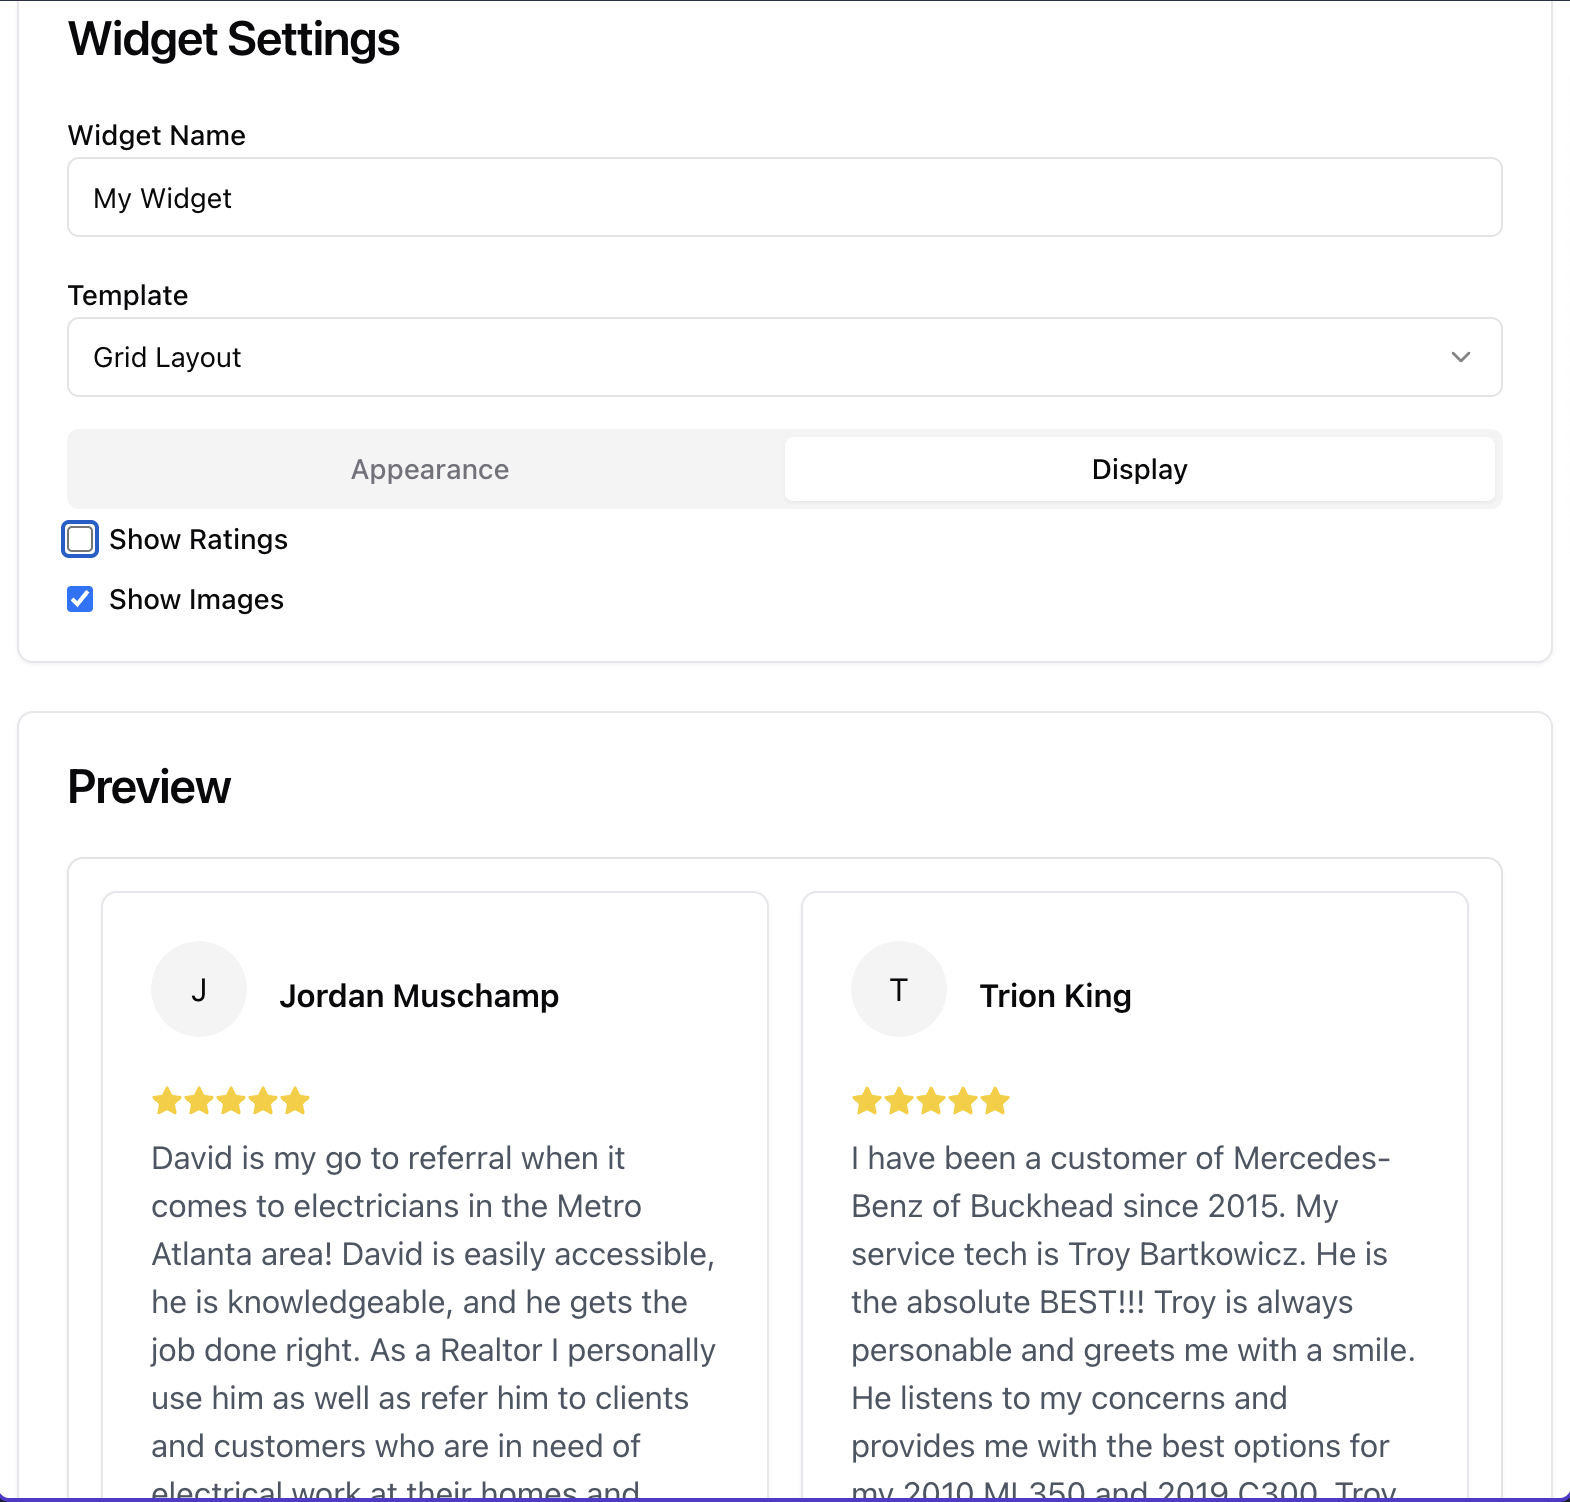 Widget Settings
Widget Name
My Widget
Template
Grid Layout
Appearance
Display
Show Ratings
Show Images
Preview
J
Jordan Muschamp
David is my go to referral when it
comes to electricians in the Metro
Atlanta area! David is easily accessible,
he is knowledgeable, and he gets the
job done right. As a Realtor I personally
use him as well as refer him to clients
and customers who are in need of
electrical work at their homes and
T
Trion King
I have been a customer of Mercedes-
Benz of Buckhead since 2015. My
service tech is Troy Bartkowicz. He is
the absolute BEST!!! Troy is always
personable and greets me with a smile.
He listens to my concerns and
provides me with the best options for
my 2010 ML350 and 2019 C300. Troy